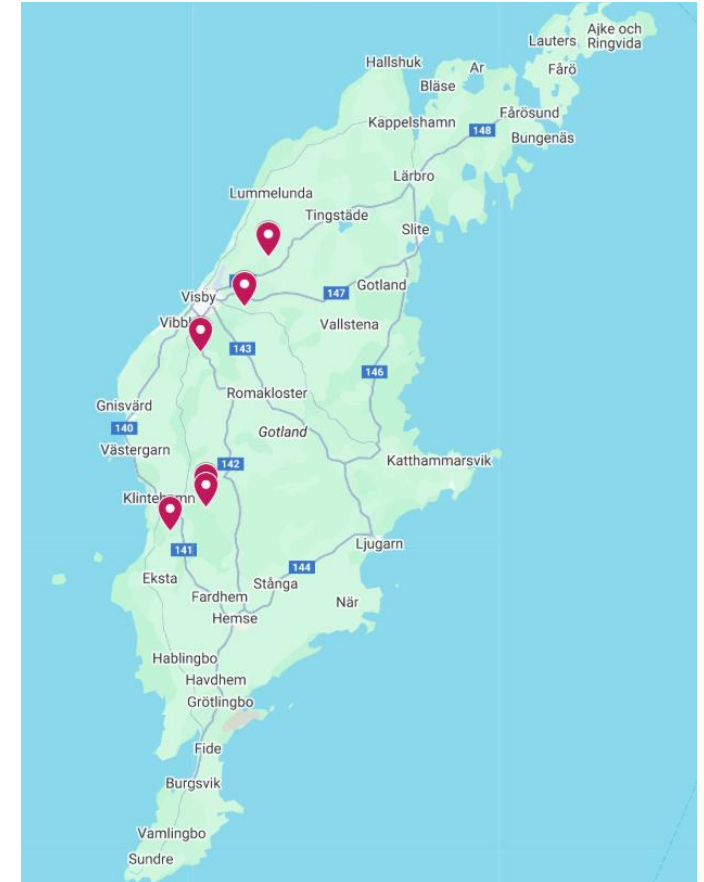 Ajke och
Ringvida
Lauters
Hallshuk
Ar
Fårö
Bläse
Fårösund
Kappelshamn
148
Bungenäs
Lärbro
Lummelunda
Tingstäde
Slite
Gotland
147
Visby
Vallstena
143
146
Romakloster
Gnisvärd
140
Gotland
Västergarn
142
Katthammarsvik
Klintehamn
141
Ljugarn
144
Eksta
Stånga
Fardhem
När
Hemse
Hablingbo
Havdhem
Grötlingbo
Fide
Burgsvik
Vamlingbo
Sundre